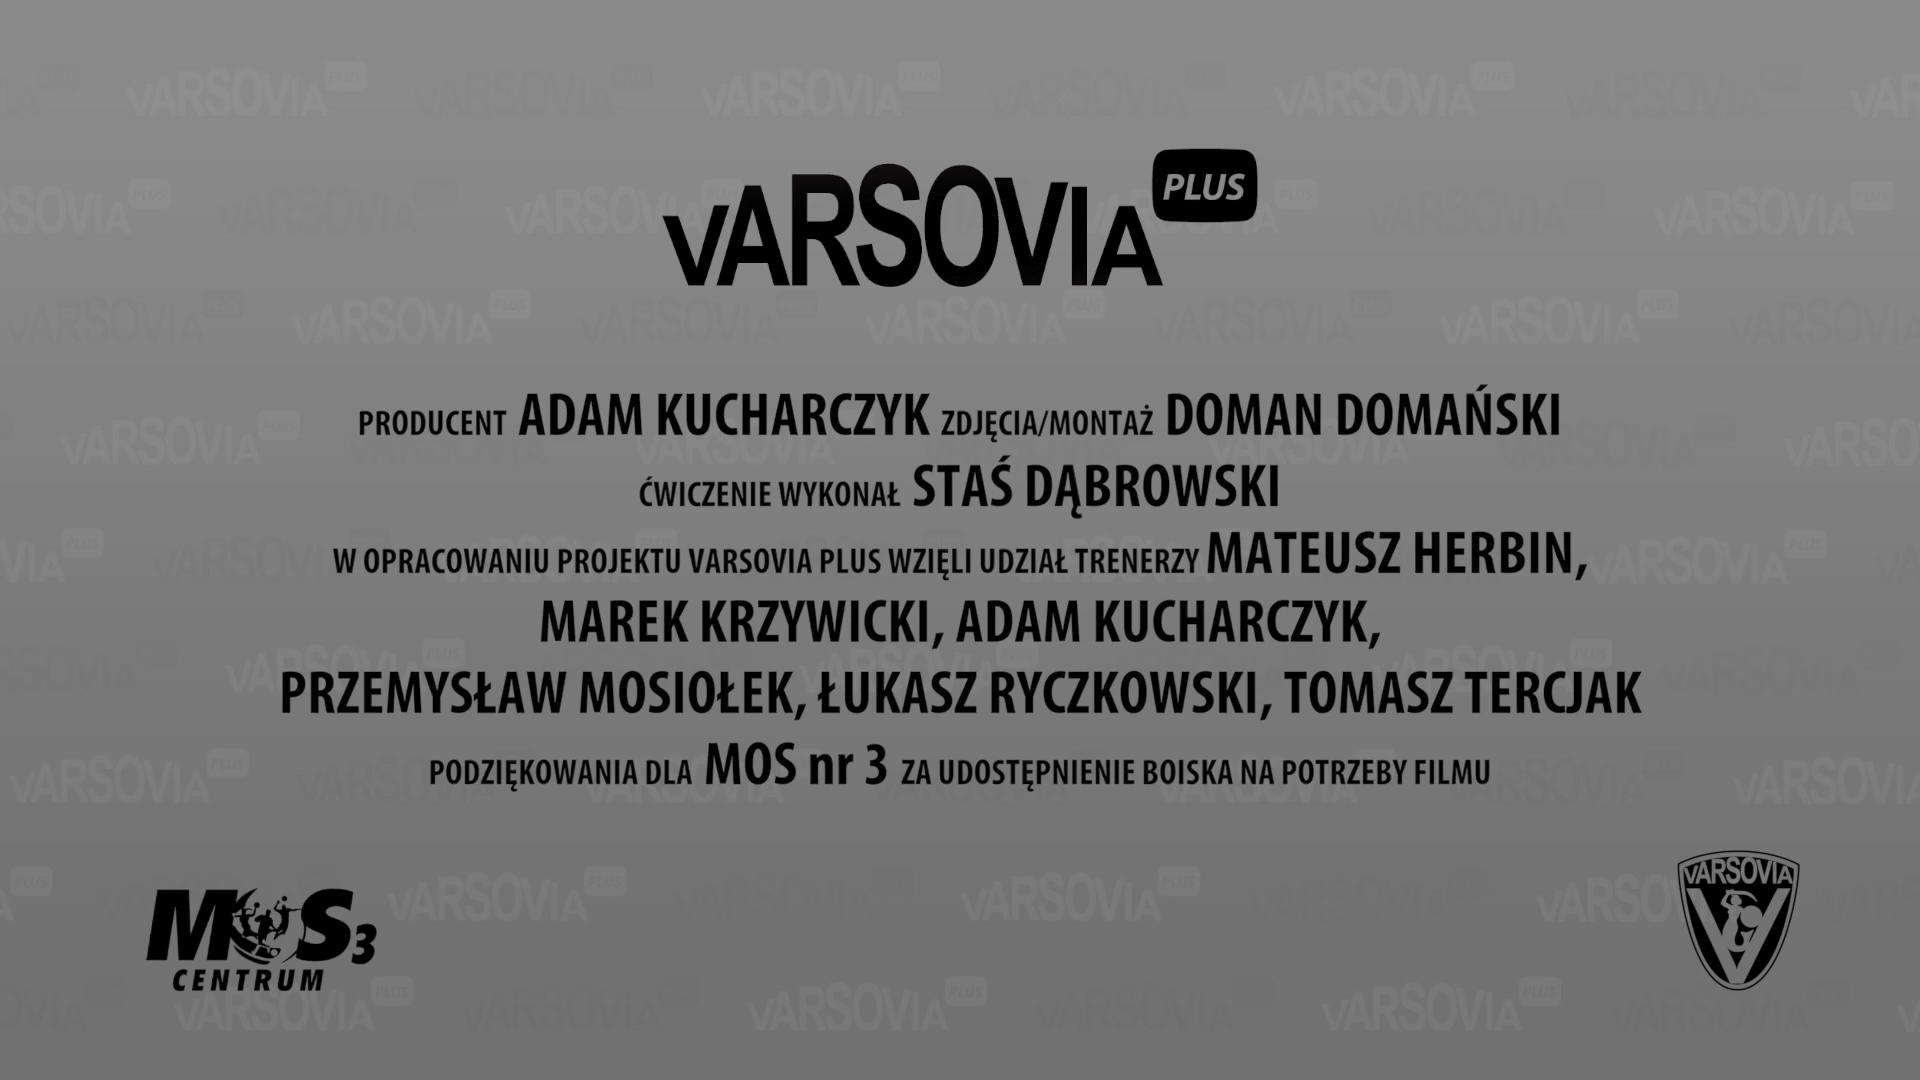 VARSOVIA PLUS
PRODUCENT ADAM KUCHARCZYK ZDJĘCIA/MONTAŻ DOMAN DOMAŃSKI
ĆWICZENIE WYKONAŁ STAŚ DĄBROWSKI
W OPRACOWANIU PROJEKTU VARSOVIA PLUS WZIĘLI UDZIAŁ TRENERZY MATEUSZ HERBIN,
MAREK KRZYWICKI, ADAM KUCHARCZYK,
PRZEMYSŁAW MOSIOŁEK, ŁUKASZ RYCZKOWSKI, TOMASZ TERCJAK
PODZIĘKOWANIA DLA MOS nr 3 ZA UDOSTĘPNIENIE BOISKA NA POTRZEBY FILMU
MOS 3
CENTRUM
VARSOVIA